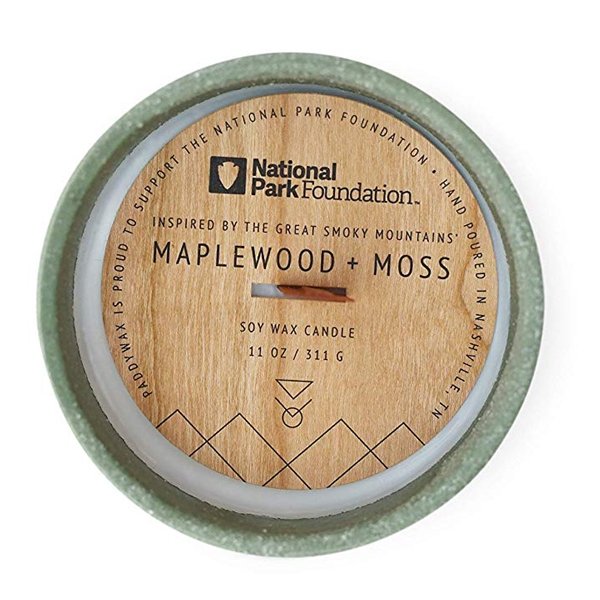 PADDYWAX IS PROUD TO SUPPORT THE NATIONAL PARK FOUNDATION • HAND POURED IN NASHVILLE, TN
National
Park Foundation™
INSPIRED BY THE GREAT SMOKY MOUNTAINS'
MAPLEWOOD + MOSS
SOY WAX CANDLE
11 OZ / 311 G